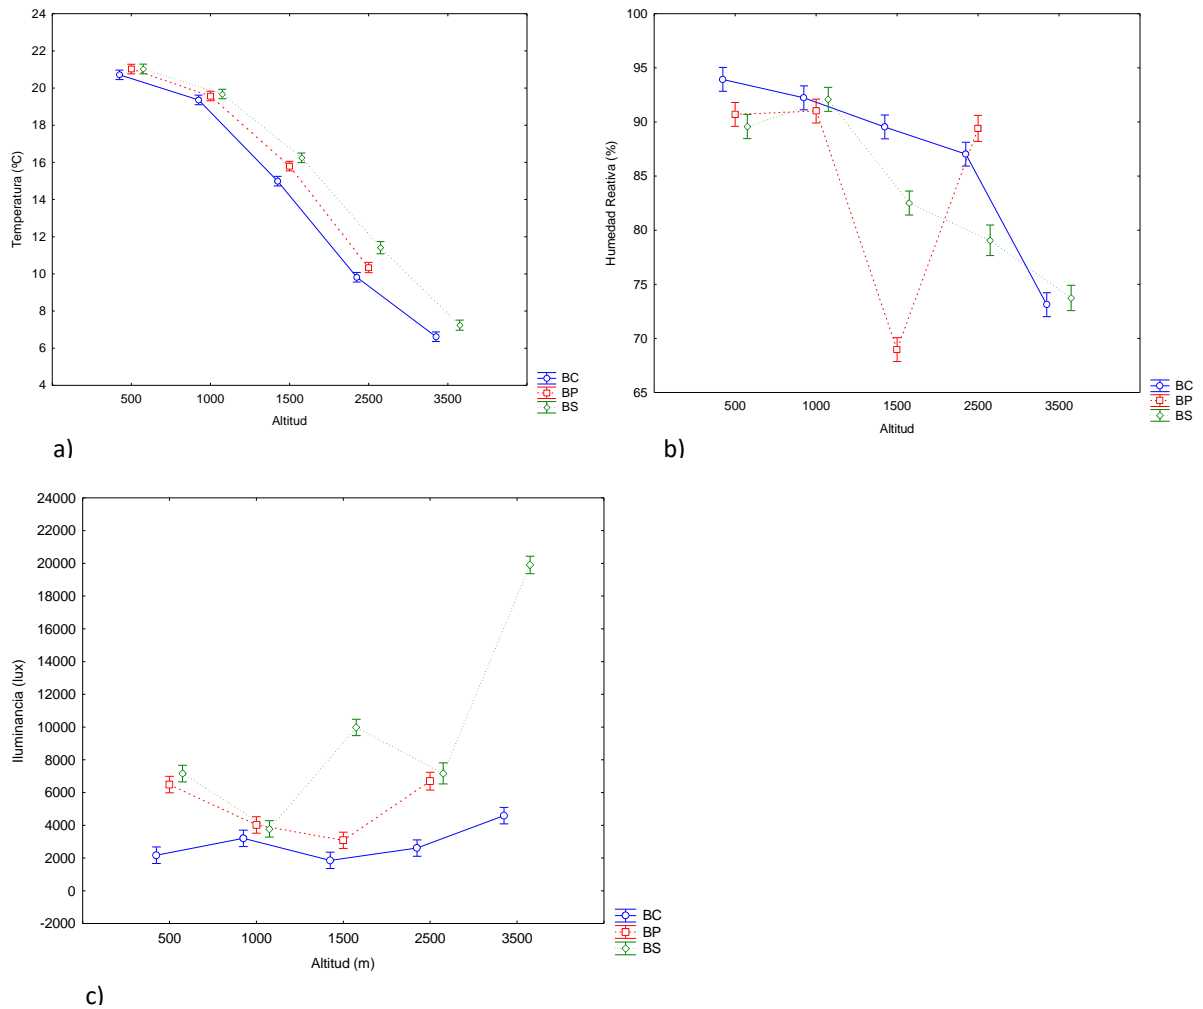 24
22
20
18
16
14
12
10
8
6
4
Temperatura (ºC)
500 1000 1500 2500 3500
Altitud
BC
BP
BS
a)
100
95
90
85
80
75
70
65
Humedad Reativa (%)
500 1000 1500 2500 3500
Altitud
BC
BP
BS
b)
24000
22000
20000
18000
16000
14000
12000
10000
8000
6000
4000
2000
0
-2000
Iluminancia (lux)
500 1000 1500 2500 3500
Altitud (m)
BC
BP
BS
c)